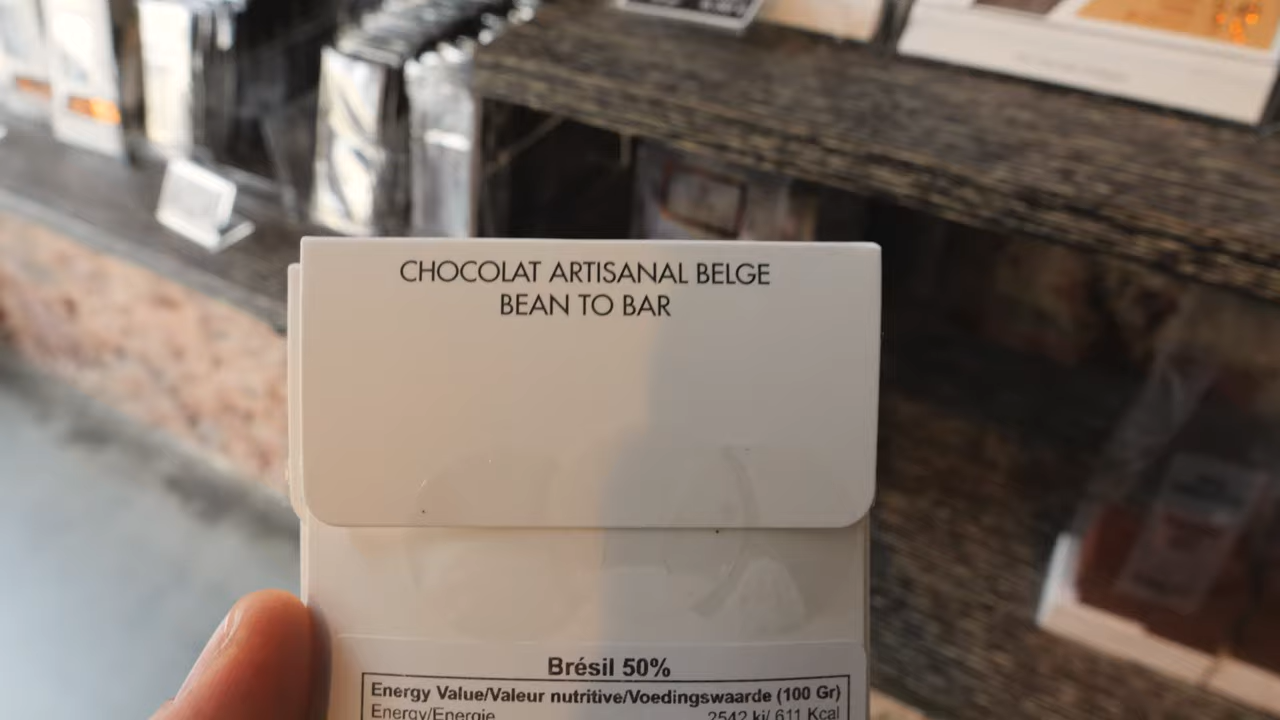 CHOCOLAT ARTISANAL BELGE
BEAN TO BAR
Brésil 50%
Energy Value/Valeur nutritive/Voedingswaarde (100 Gr)
Energy/Energie 2542 kj/ 611 Kcal